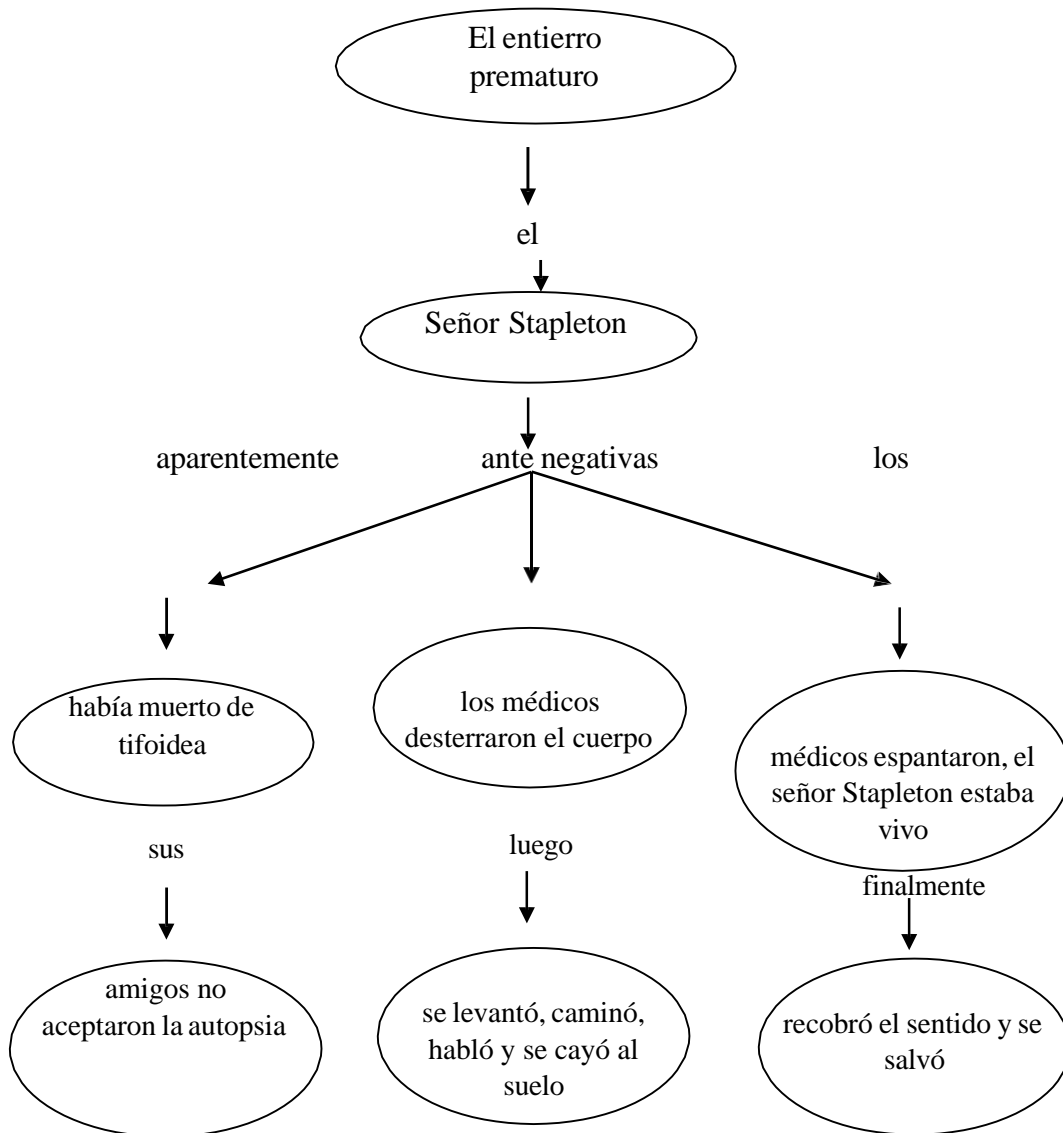 El entierro
prematuro
el
Señor Stapleton
aparentemente
ante negativas
los
había muerto de
tifoidea
los médicos
desterraron el cuerpo
médicos espantaron, el
señor Stapleton estaba
vivo
sus
luego
finalmente
amigos no
aceptaron la autopsia
se levantó, caminó,
habló y se cayó al
suelo
recobró el sentido y se
salvó